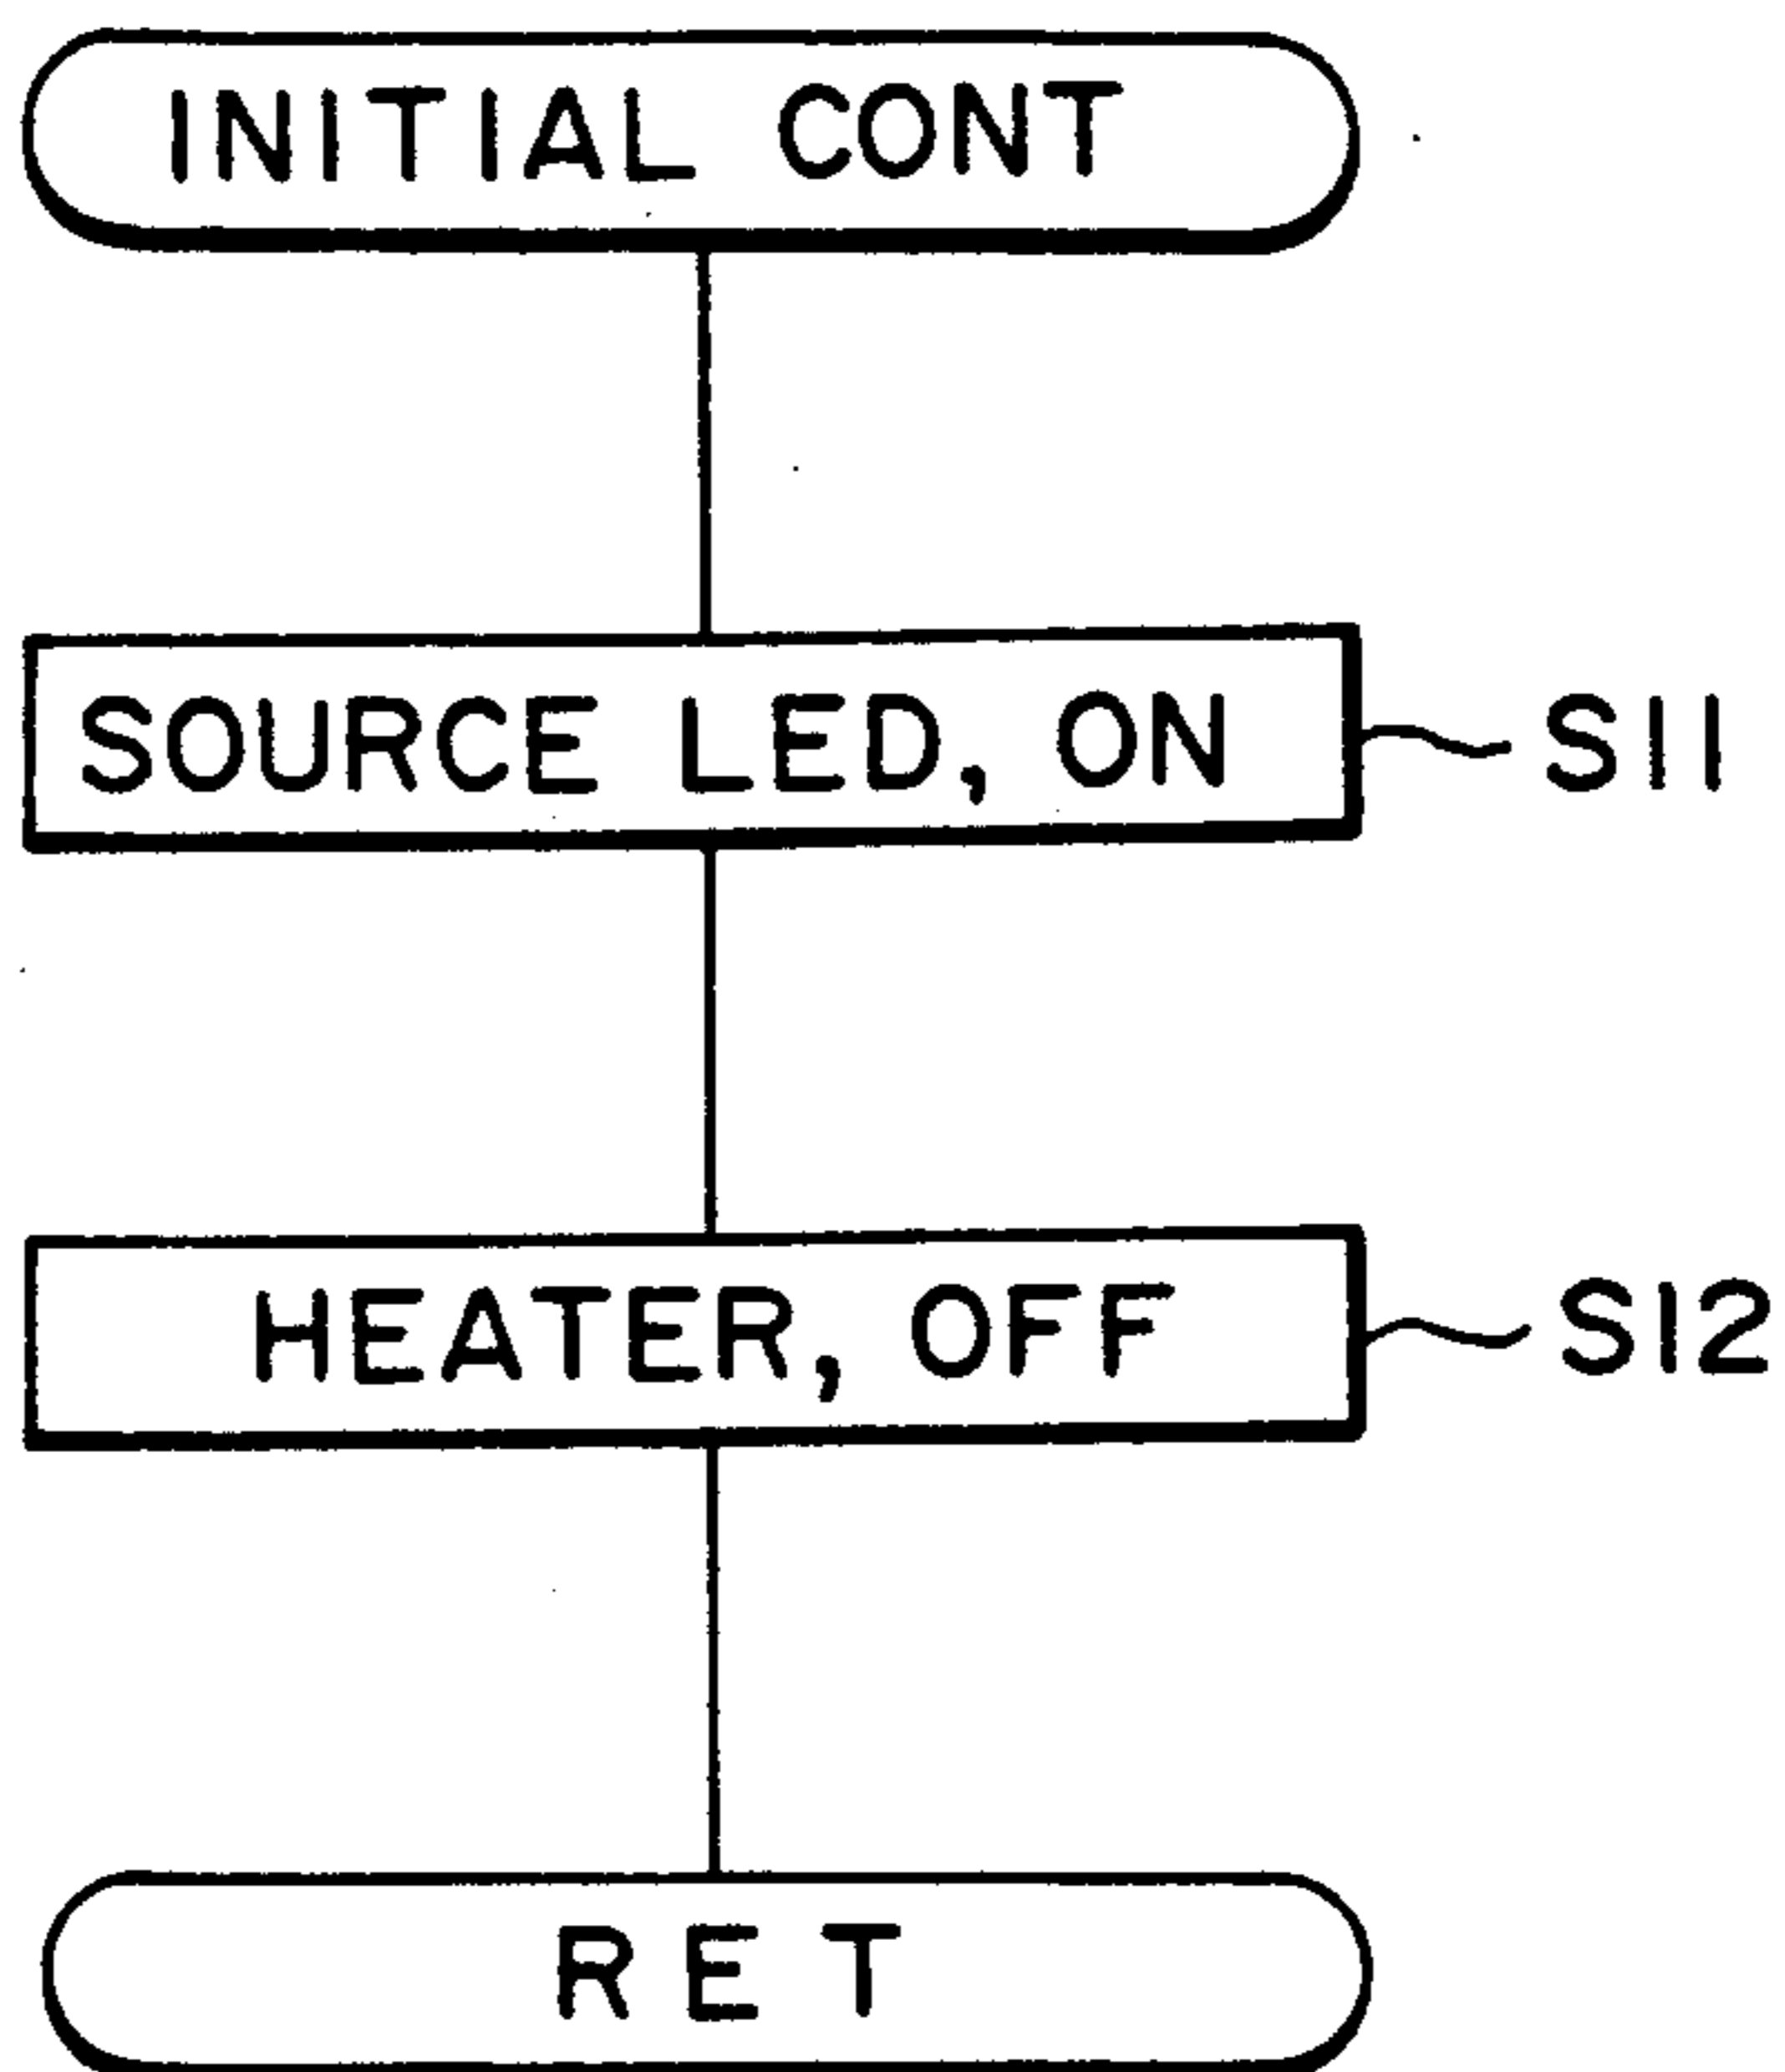 INITIAL CONT
SOURCE LED, ON
S11
HEATER, OFF
S12
RET